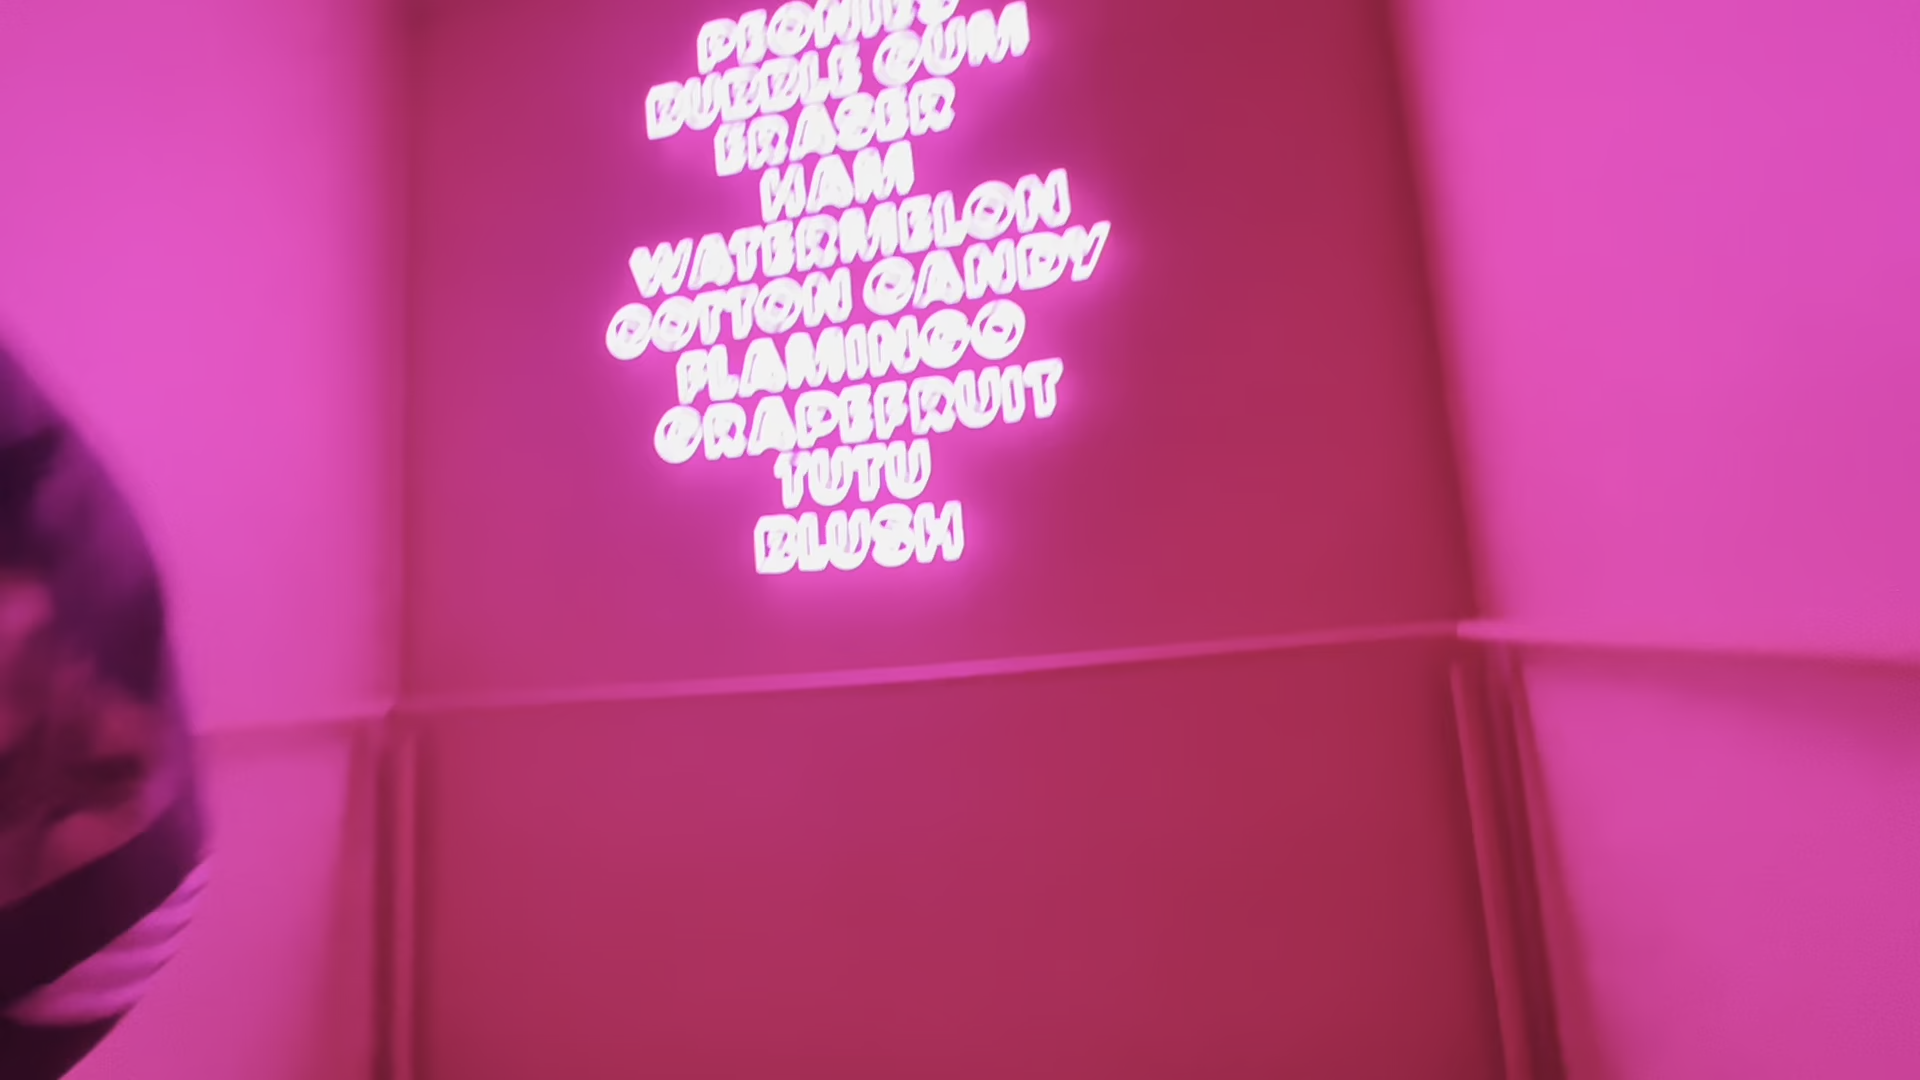 PEONIES
BUBBLE GUM
ERASER
HAM
WATERMELON
COTTON CANDY
FLAMINGO
GRAPEFRUIT
TUTU
BLUSH